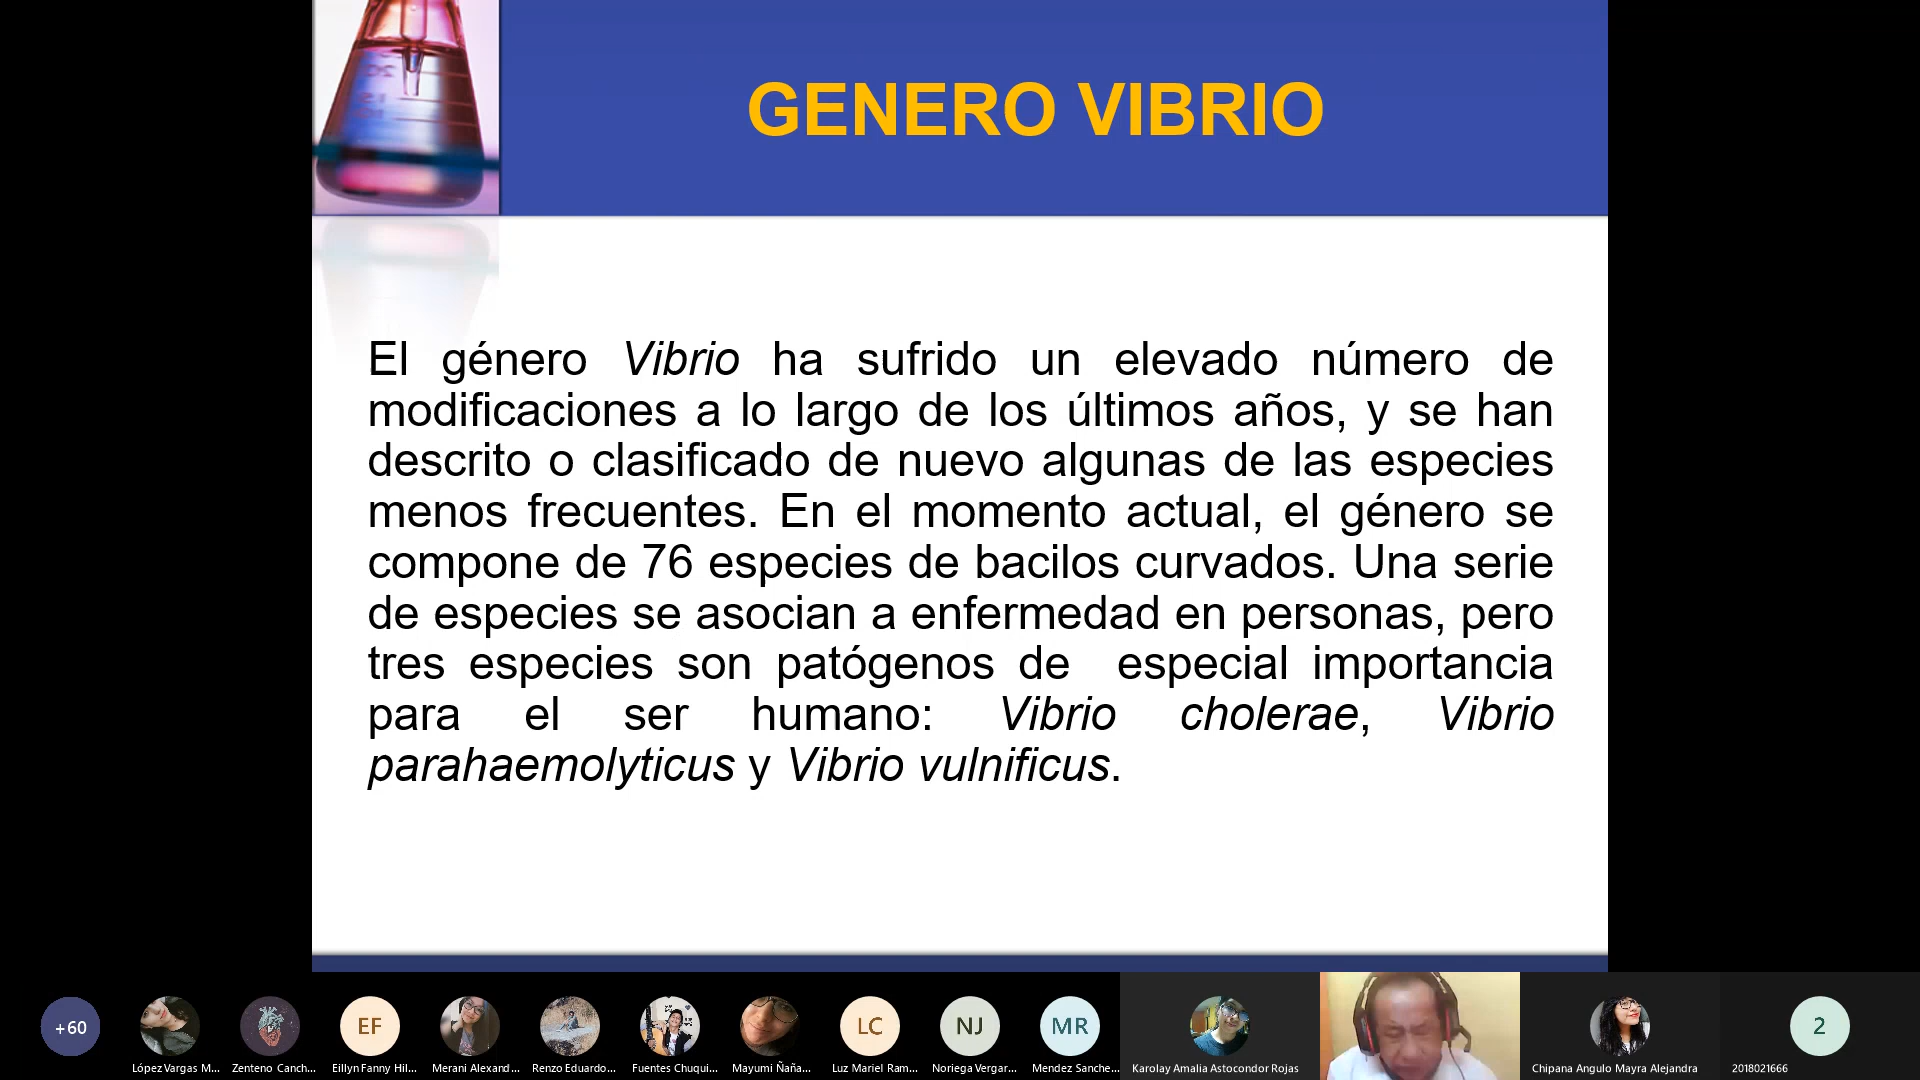 GENERO VIBRIO
El género Vibrio ha sufrido un elevado número de
modificaciones a lo largo de los últimos años, y se han
descrito o clasificado de nuevo algunas de las especies
menos frecuentes. En el momento actual, el género se
compone de 76 especies de bacilos curvados. Una serie
de especies se asocian a enfermedad en personas, pero
tres especies son patógenos de especial importancia
para el ser humano: Vibrio cholerae, Vibrio
parahaemolyticus y Vibrio vulnificus.
+60
EF
LC
NJ
MR
2
López Vargas M...
Zenteno Canch...
Eillyn Fanny Hil...
Merani Alexand...
Renzo Eduardo...
Fuentes Chuqui...
Mayumi Ñaña...
Luz Mariel Ram...
Noriega Vergar...
Mendez Sanche...
Karolay Amalia Astocondor Rojas
Chipana Angulo Mayra Alejandra
2018021666